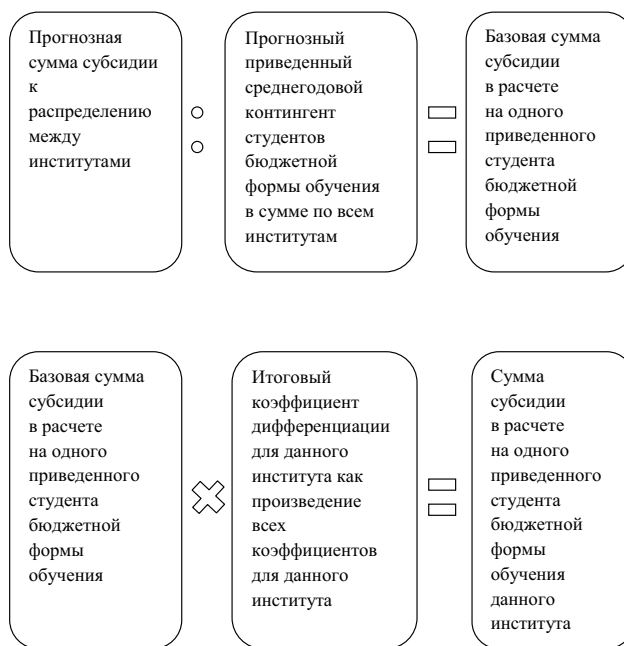 Прогнозная
сумма субсидии
к
распределению
между
институтами
Прогнозный
приведенный
среднегодовой
контингент
студентов
бюджетной
формы обучения
в сумме по всем
институтам
Базовая сумма
субсидии
в расчете
на одного
приведенного
студента
бюджетной
формы
обучения
Базовая сумма
субсидии
в расчете
на одного
приведенного
студента
бюджетной
формы
обучения
Итоговый
коэффициент
дифференциации
для данного
института как
произведение
всех
коэффициентов
для данного
института
Сумма
субсидии
в расчете
на одного
приведенного
студента
бюджетной
формы
обучения
данного
института